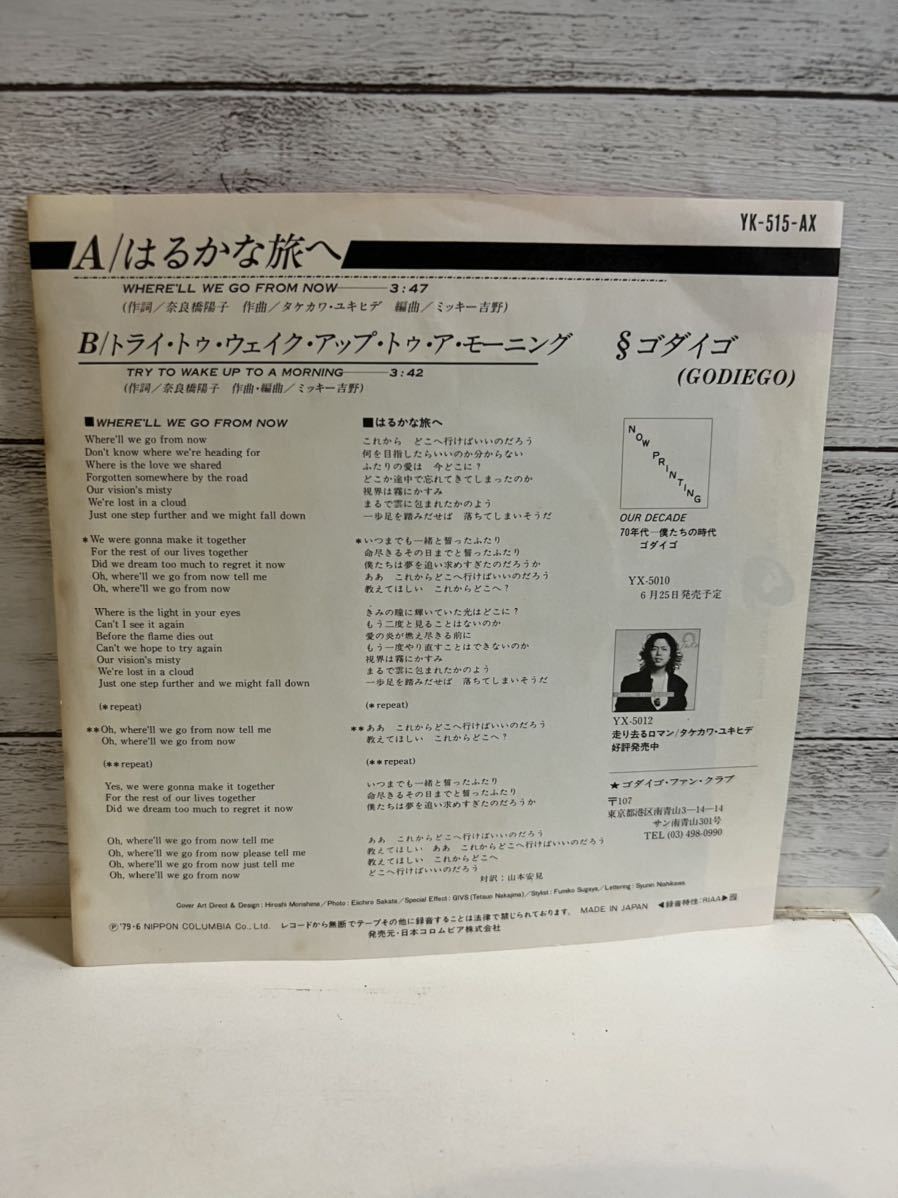 YK-515-AX
A/はるかな旅へ
WHERE'LL WE GO FROM NOW 3:47
(作詞/奈良橋陽子 作曲/タケカワ・ユキヒデ 編曲/ミッキー吉野)
B/トライ・トゥ・ウェイク・アップ・トゥ・ア・モーニング
TRY TO WAKE UP TO A MORNING 3:42
(作詞/奈良橋陽子 作曲・編曲/ミッキー吉野)
§ゴダイゴ
(GODIEGO)
■WHERE'LL WE GO FROM NOW
Where'll we go from now
Don't know where we're heading for
Where is the love we shared
Forgotten somewhere by the road
Our vision's misty
We're lost in a cloud
Just one step further and we might fall down
*We were gonna make it together
For the rest of our lives together
Did we dream too much to regret it now
Oh, where'll we go from now tell me
Oh, where'll we go from now
Where is the light in your eyes
Can't I see it again
Before the flame dies out
Can't we hope to try again
Our vision's misty
We're lost in a cloud
Just one step further and we might fall down
(*repeat)
**Oh, where'll we go from now tell me
Oh, where'll we go from now
(**repeat)
Yes, we were gonna make it together
For the rest of our lives together
Did we dream too much to regret it now
Oh, where'll we go from now tell me
Oh, where'll we go from now please tell me
Oh, where'll we go from now just tell me
Oh, where'll we go from now
■はるかな旅へ
これから どこへ行けばいいのだろう
何を目指したらいいのか分からない
ふたりの愛は 今どこに?
どこか途中で忘れてきてしまったのか
視界は霧にかすみ
まるで雲に包まれたかのよう
一歩足を踏みだせば 落ちてしまいそうだ
*いつまでも一緒と誓ったふたり
命尽きるその日までと誓ったふたり
僕たちは夢を追い求めすぎたのだろうか
ああ これからどこへ行けばいいのだろう
教えてほしい これからどこへ?
きみの瞳に輝いていた光はどこに?
もう二度と見ることはないのか
愛の炎が燃え尽きる前に
もう一度やり直すことはできないのか
視界は霧にかすみ
まるで雲に包まれたかのよう
一歩足を踏みだせば 落ちてしまいそうだ
(*repeat)
**ああ これからどこへ行けばいいのだろう
教えてほしい これからどこへ?
(**repeat)
いつまでも一緒と誓ったふたり
命尽きるその日までと誓ったふたり
僕たちは夢を追い求めすぎたのだろうか
ああ これからどこへ行けばいいのだろう
教えてほしい ああ これからどこへ行けばいいのだろう
教えてほしい これからどこへ
どこへ行けばいいのだろう
対訳:山本安見
NOW PRINTING
OUR DECADE
70年代—僕たちの時代
ゴダイゴ
YX-5010
6月25日発売予定
YX-5012
走り去るロマン/タケカワ・ユキヒデ
好評発売中
★ゴダイゴ・ファン・クラブ
〒107
東京都港区南青山3—14—14
サン南青山301号
TEL (03) 498-0990
Cover Art Direct & Design : Hiroshi Morishima / Photo : Eiichiro Sakata / Special Effect : GIVS (Tetsuo Nakajima) / Stylist : Fumiko Sugaya / Lettering : Syunin Nishikawa
Ⓟ'79・6 NIPPON COLUMBIA Co., Ltd. レコードから無断でテープその他に録音することは法律で禁じられております。 MADE IN JAPAN ◀録音特性:RIAA▶
発売元・日本コロムビア株式会社